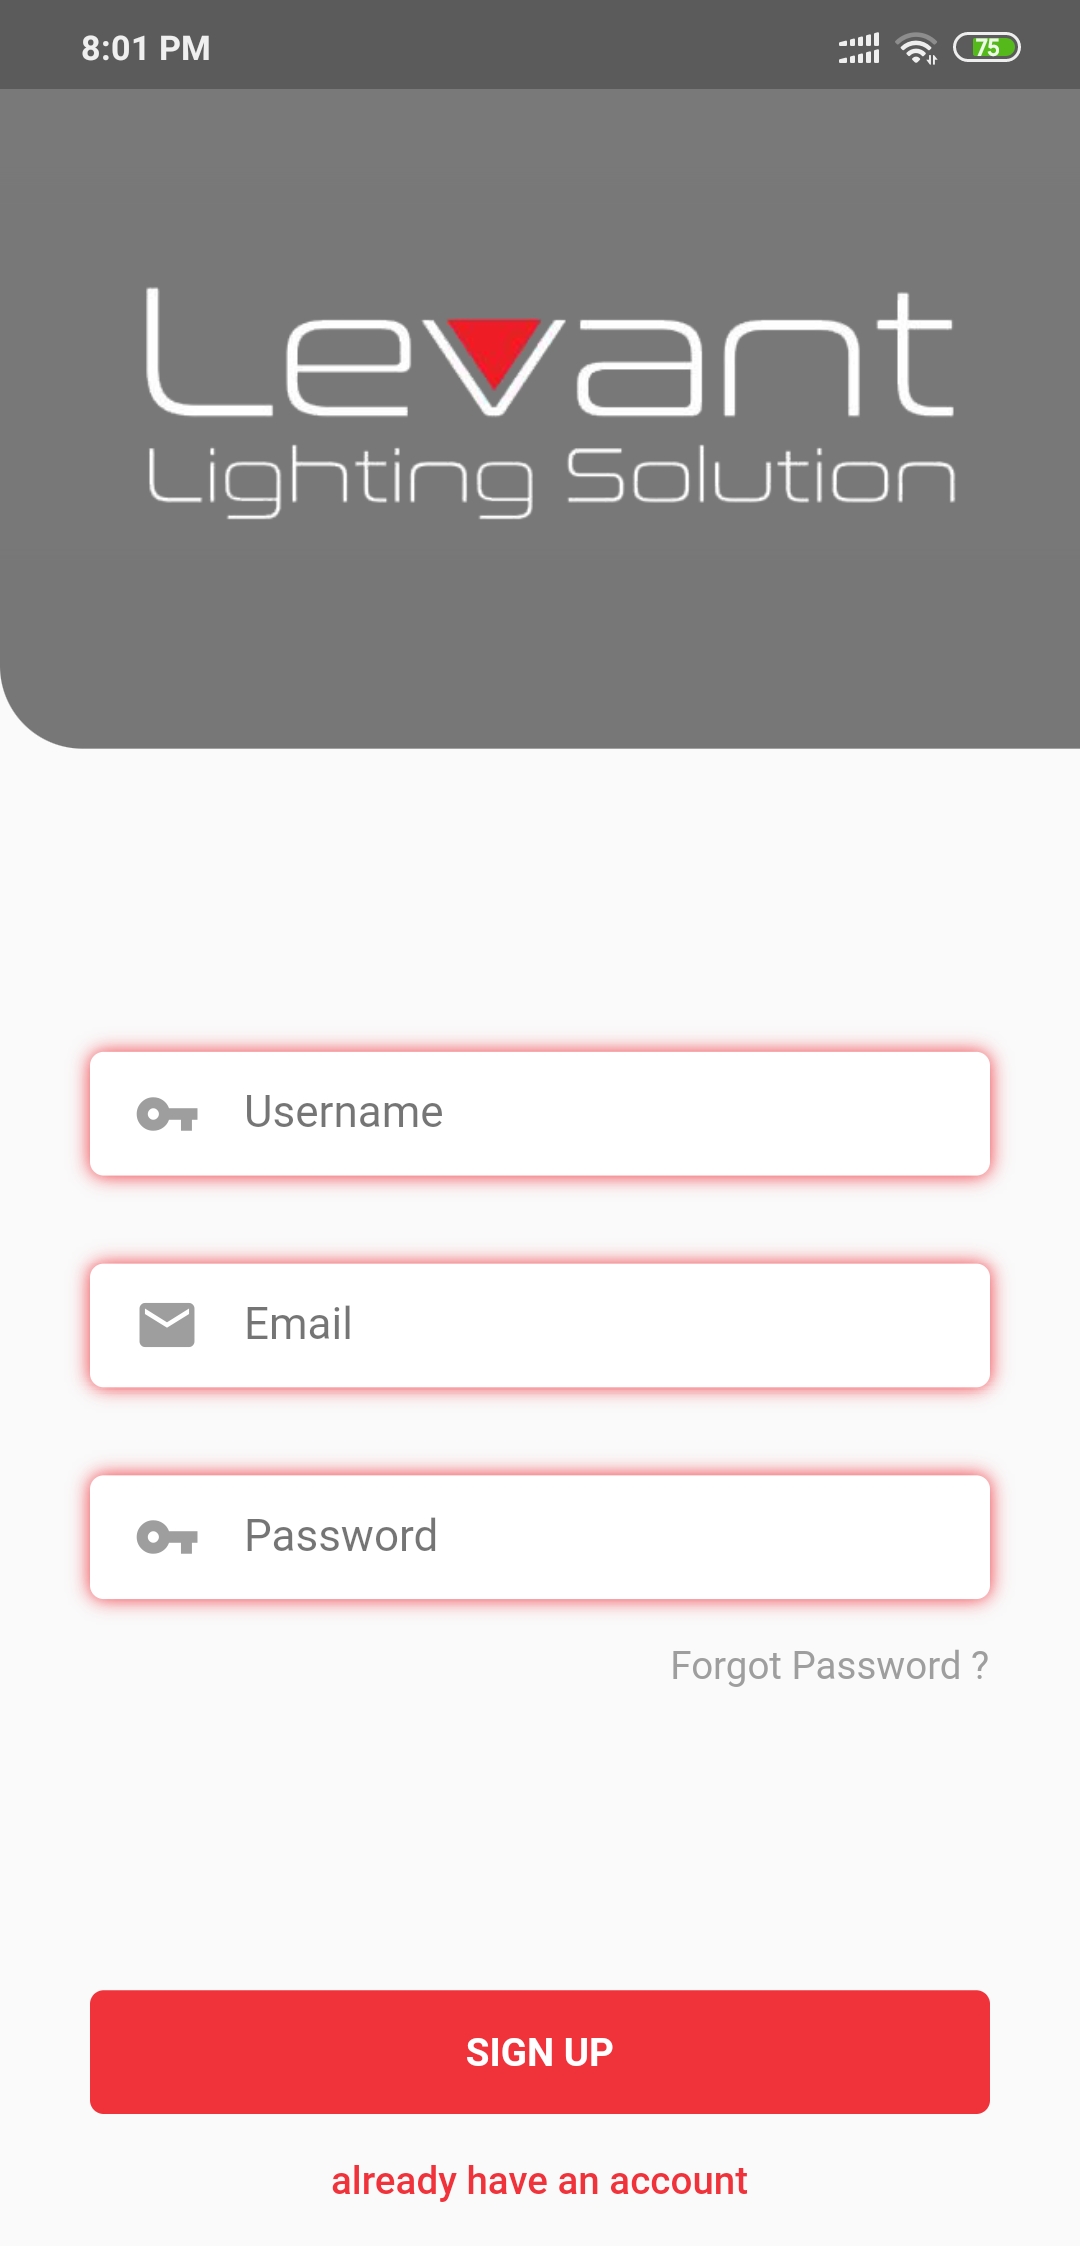 8:01 PM
75
Levant
Lighting Solution
Username
Email
Password
Forgot Password ?
SIGN UP
already have an account